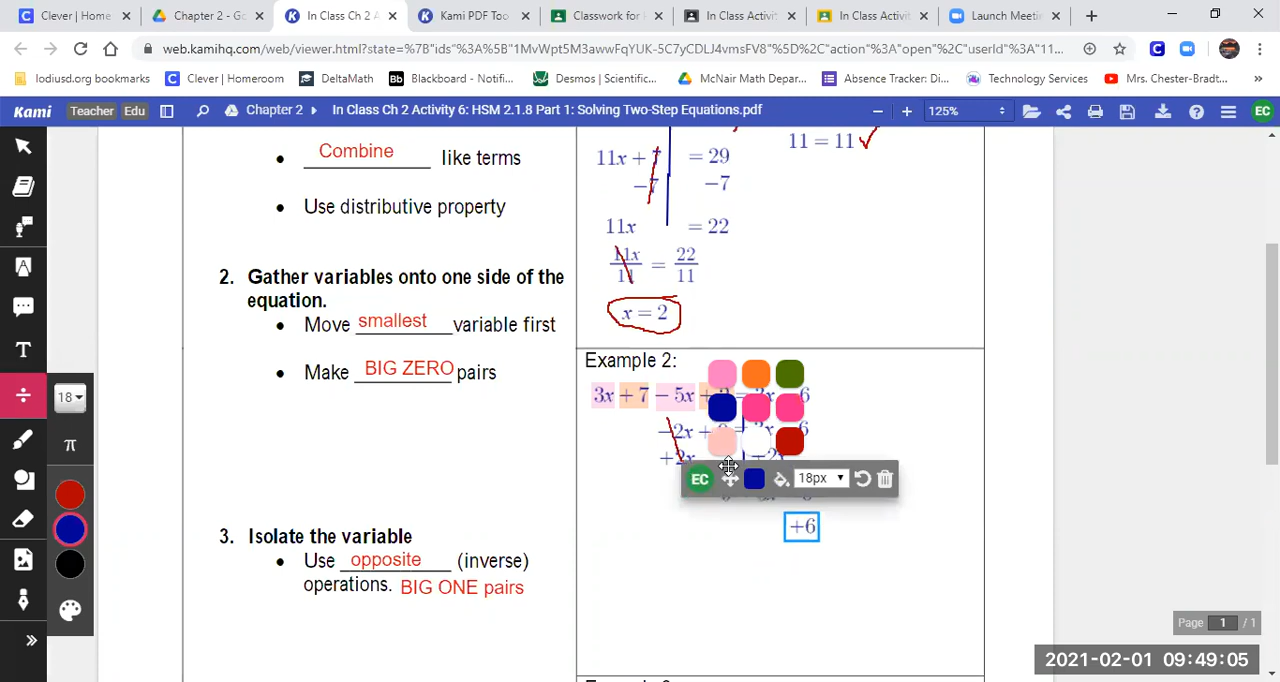 Clever | Home
Chapter 2 - Go
In Class Ch 2 A
Kami PDF Too
Classwork for
In Class Activi
In Class Activi
Launch Meeti
web.kamihq.com/web/viewer.html?state=%7B"ids"%3A%5B"1MvWpt5M3awwFqYUK-5C7yCDLJ4vmsFV8"%5D%2C"action"%3A"open"%2C"userId"%3A"11...
lodiusd.org bookmarks
Clever | Homeroom
DeltaMath
Blackboard - Notifi...
Desmos | Scientific...
McNair Math Depar...
Absence Tracker: Di...
Technology Services
Mrs. Chester-Bradt...
Kami Teacher Edu
Chapter 2
In Class Ch 2 Activity 6: HSM 2.1.8 Part 1: Solving Two-Step Equations.pdf
125%
EC
• Combine like terms
• Use distributive property
2. Gather variables onto one side of the
equation.
• Move smallest variable first
• Make BIG ZERO pairs
3. Isolate the variable
• Use opposite (inverse)
operations. BIG ONE pairs
11 = 11
11x + 7 = 29
−7 −7
11x = 22
11x/11 = 22/11
x = 2
Example 2:
3x + 7 − 5x +
−2x +
+2x
EC 18px
+6
18
π
Page 1 / 1
2021-02-01 09:49:05